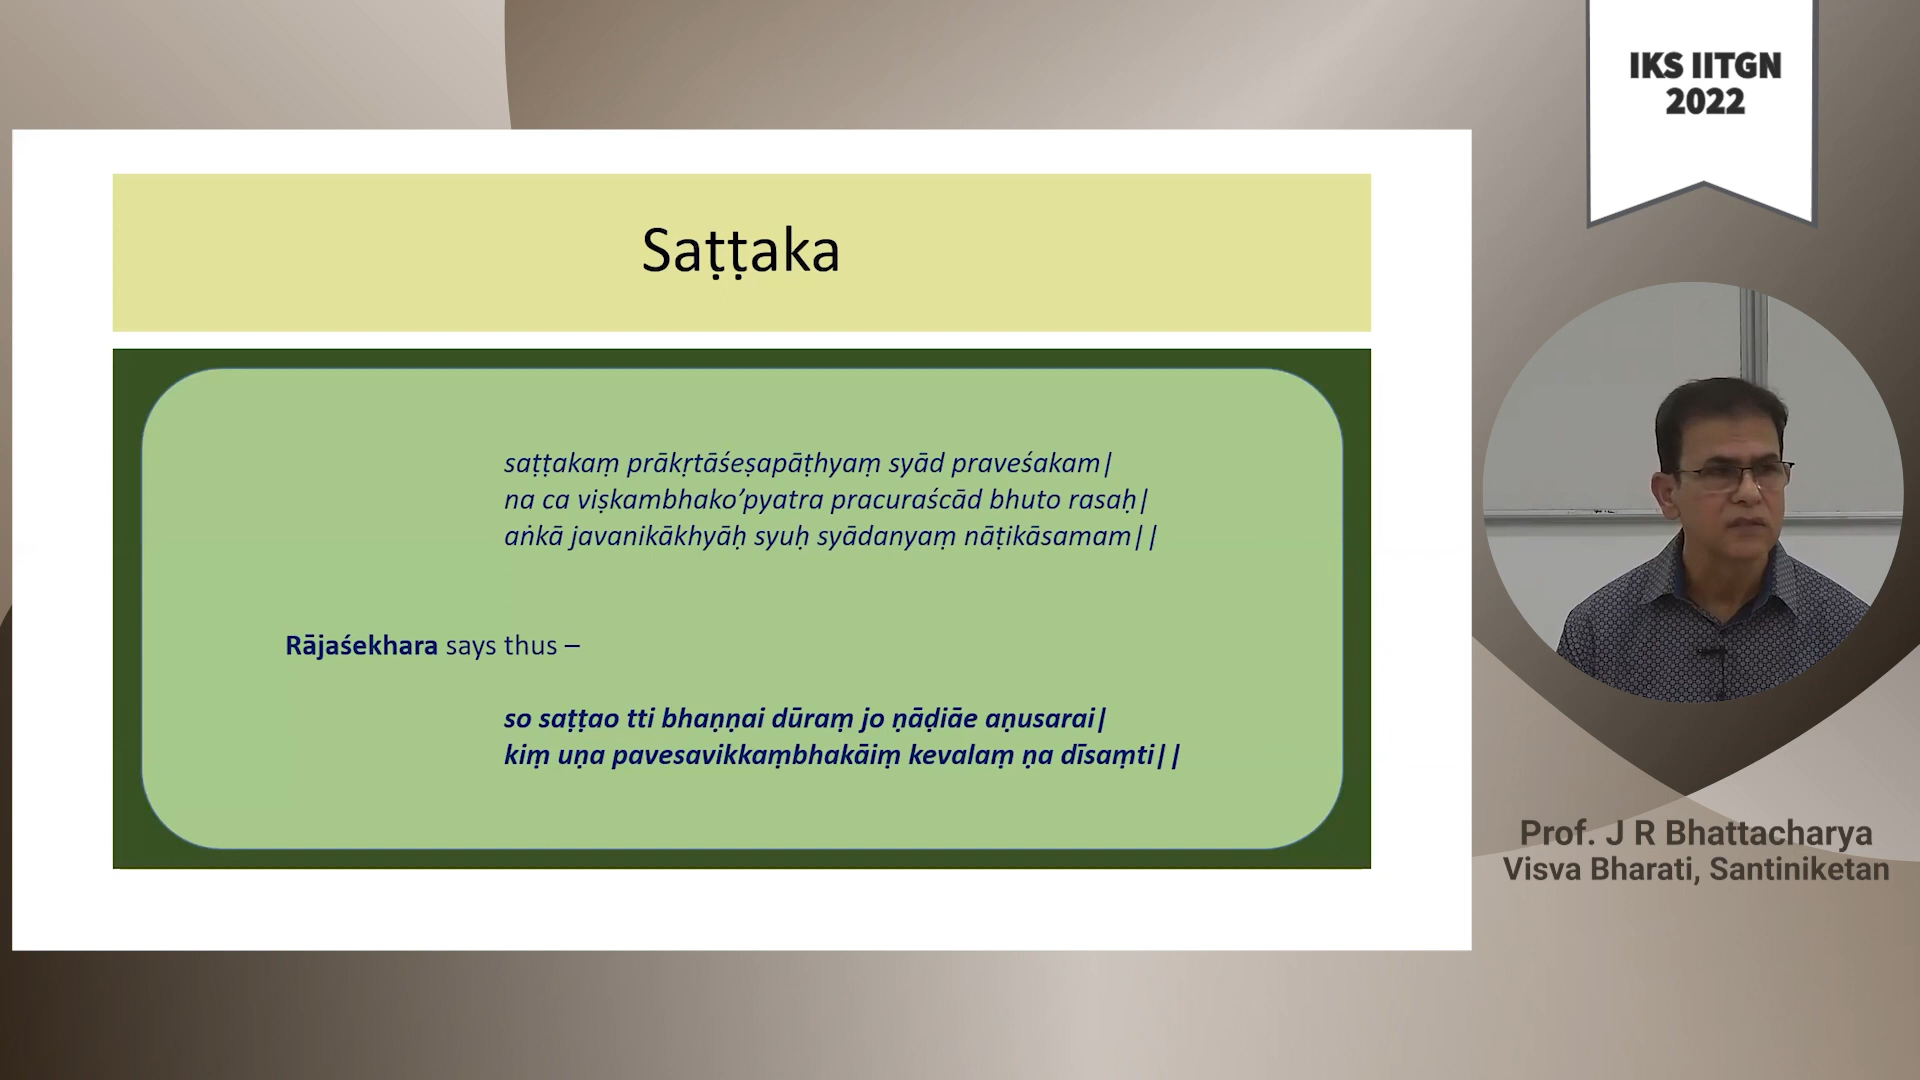 IKS IITGN
2022
Saṭṭaka
saṭṭakaṃ prākṛtāśeṣapāṭhyaṃ syād praveśakam|
na ca viṣkambhako’pyatra pracuraścād bhuto rasaḥ|
aṅkā javanikākhyāḥ syuḥ syādanyaṃ nāṭikāsamam||
Rājaśekhara says thus –
so saṭṭao tti bhaṇṇai dūraṃ jo ṇāḍiāe aṇusarai|
kiṃ uṇa pavesavikkaṃbhakāiṃ kevalaṃ ṇa dīsaṃti||
Prof. J R Bhattacharya
Visva Bharati, Santiniketan